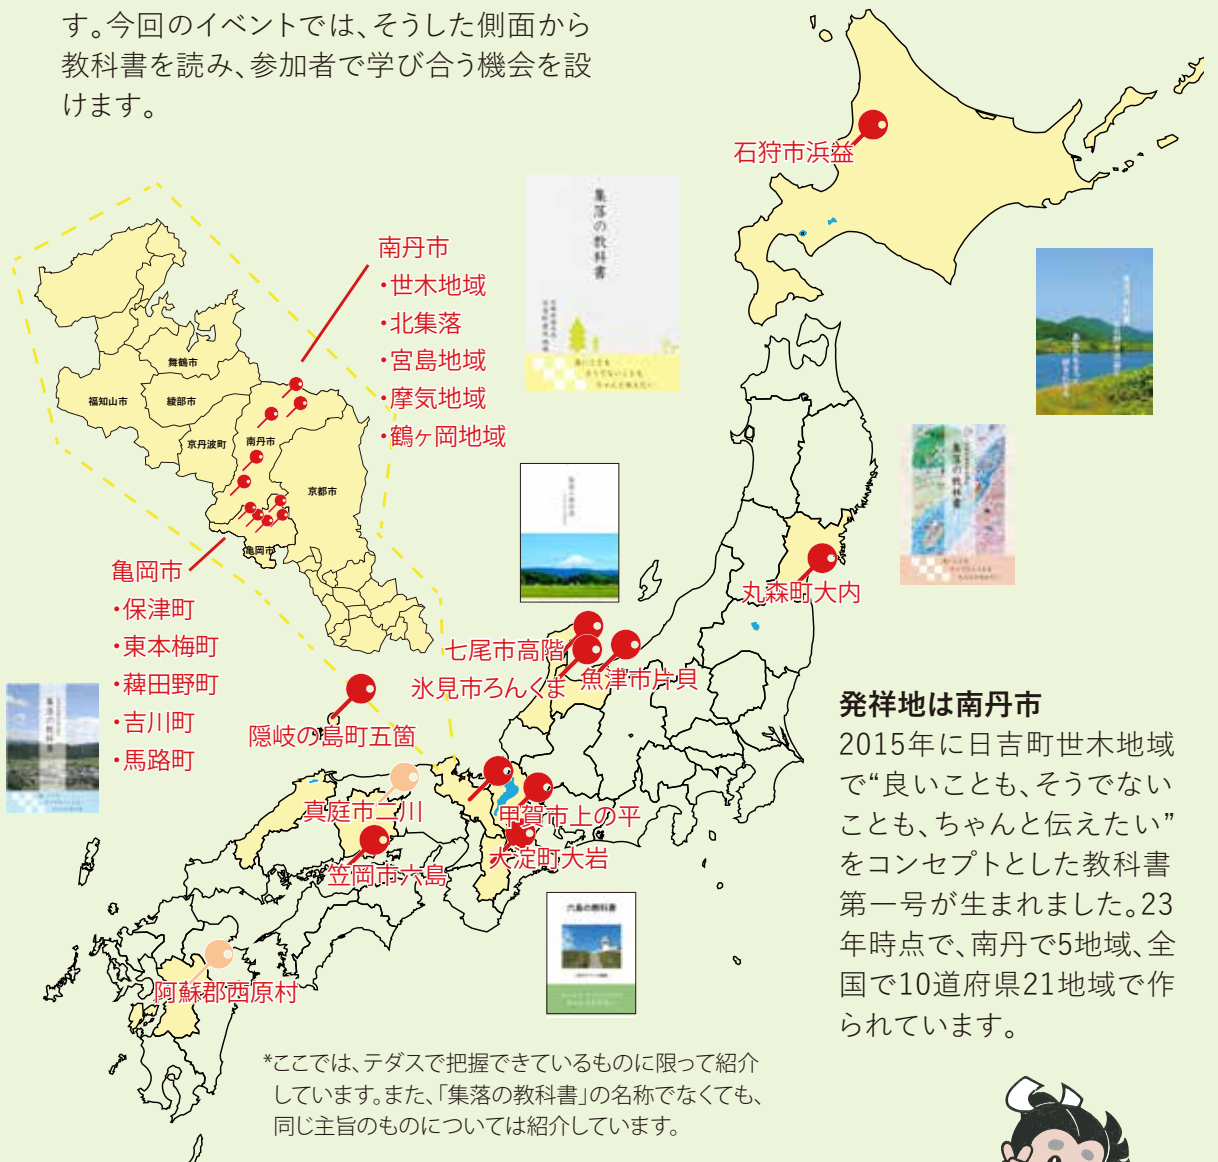 す。今回のイベントでは、そうした側面から
教科書を読み、参加者で学び合う機会を設
けます。
石狩市浜益
集落の教科書
南丹市
・世木地域
・北集落
・宮島地域
・摩気地域
・鶴ヶ岡地域
舞鶴市
福知山市
綾部市
京丹波町
南丹市
京都市
亀岡市
亀岡市
・保津町
・東本梅町
・薭田野町
・吉川町
・馬路町
集落の教科書
集落の教科書
丸森町大内
七尾市高階
氷見市ろんぐま
魚津市片貝
隠岐の島町五箇
真庭市二川
甲賀市上の平
笠岡市六島
大淀町大岩
六島の教科書
阿蘇郡西原村
発祥地は南丹市
2015年に日吉町世木地域
で“良いことも、そうでない
ことも、ちゃんと伝えたい”
をコンセプトとした教科書
第一号が生まれました。23
年時点で、南丹で5地域、全
国で10道府県21地域で作
られています。
*ここでは、テダスで把握できているものに限って紹介
しています。また、「集落の教科書」の名称でなくても、
同じ主旨のものについては紹介しています。